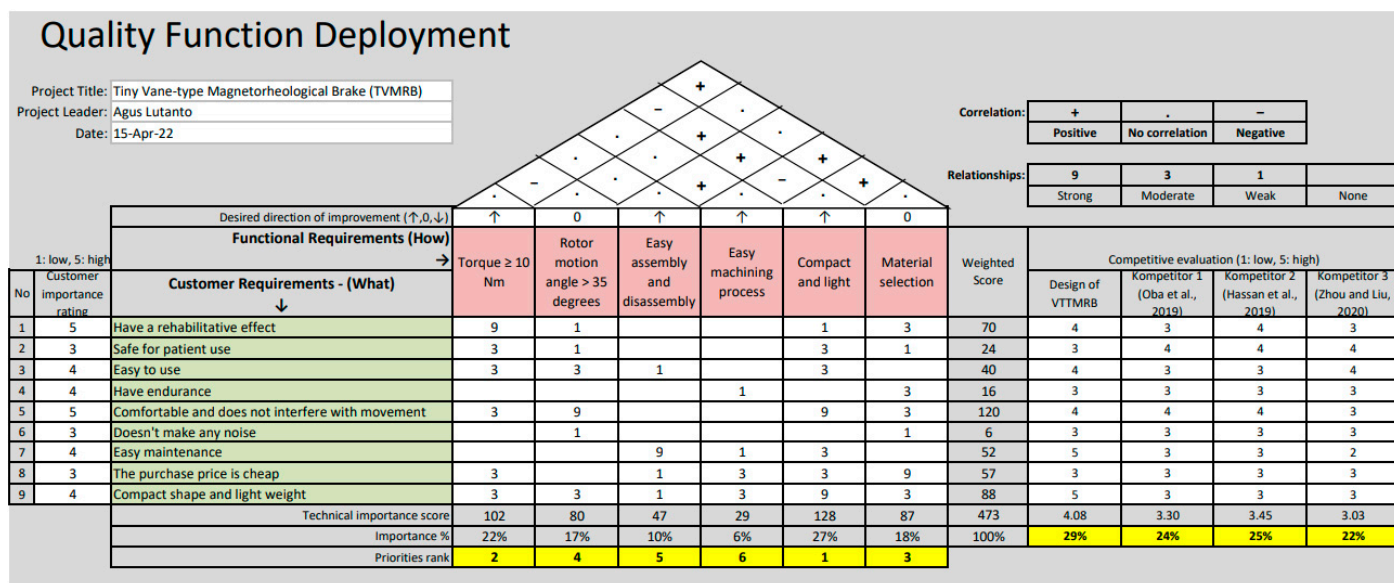 Quality Function Deployment
Project Title: Tiny Vane-type Magnetorheological Brake (TVMRB)
Project Leader: Agus Lutanto
Date: 15-Apr-22
Correlation: + . −
Positive No correlation Negative
Relationships: 9 3 1
Strong Moderate Weak None
+
− .
. + .
. . + +
− . . − +
. . + . .
Desired direction of improvement (↑,0,↓) ↑ 0 ↑ ↑ ↑ 0
Functional Requirements (How) →
1: low, 5: high
Torque ≥ 10 Nm
Rotor motion angle > 35 degrees
Easy assembly and disassembly
Easy machining process
Compact and light
Material selection
Weighted Score
Competitive evaluation (1: low, 5: high)
No
Customer importance rating
Customer Requirements - (What) ↓
Design of VTTMRB
Kompetitor 1 (Oba et al., 2019)
Kompetitor 2 (Hassan et al., 2019)
Kompetitor 3 (Zhou and Liu, 2020)
1 5 Have a rehabilitative effect 9 1 1 3 70 4 3 4 3
2 3 Safe for patient use 3 1 3 1 24 3 4 4 4
3 4 Easy to use 3 3 1 3 40 4 3 3 4
4 4 Have endurance 1 3 16 3 3 3 3
5 5 Comfortable and does not interfere with movement 3 9 9 3 120 4 4 4 3
6 3 Doesn't make any noise 1 1 6 3 3 3 3
7 4 Easy maintenance 9 1 3 52 5 3 3 2
8 3 The purchase price is cheap 3 1 3 3 9 57 3 3 3 3
9 4 Compact shape and light weight 3 3 1 3 9 3 88 5 3 3 3
Technical importance score 102 80 47 29 128 87 473 4.08 3.30 3.45 3.03
Importance % 22% 17% 10% 6% 27% 18% 100% 29% 24% 25% 22%
Priorities rank 2 4 5 6 1 3